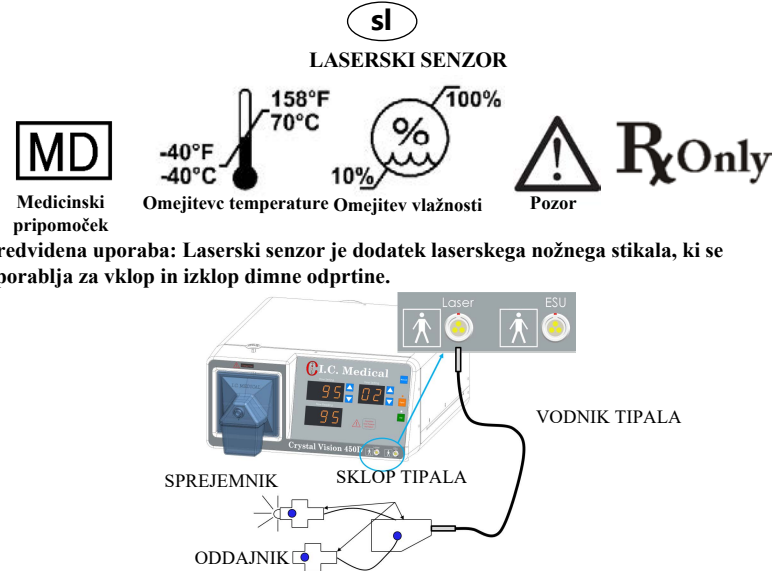 sl
LASERSKI SENZOR
158°F
70°C
-40°F
-40°C
100%
%
10%
MD
Rx Only
Medicinski
pripomoček
Omejitevc temperature
Omejitev vlažnosti
Pozor
redvidena uporaba: Laserski senzor je dodatek laserskega nožnega stikala, ki se
porablja za vklop in izklop dimne odprtine.
Laser
ESU
I.C. Medical
95
02
95
Crystal Vision 450D
VODNIK TIPALA
SPREJEMNIK
SKLOP TIPALA
ODDAJNIK